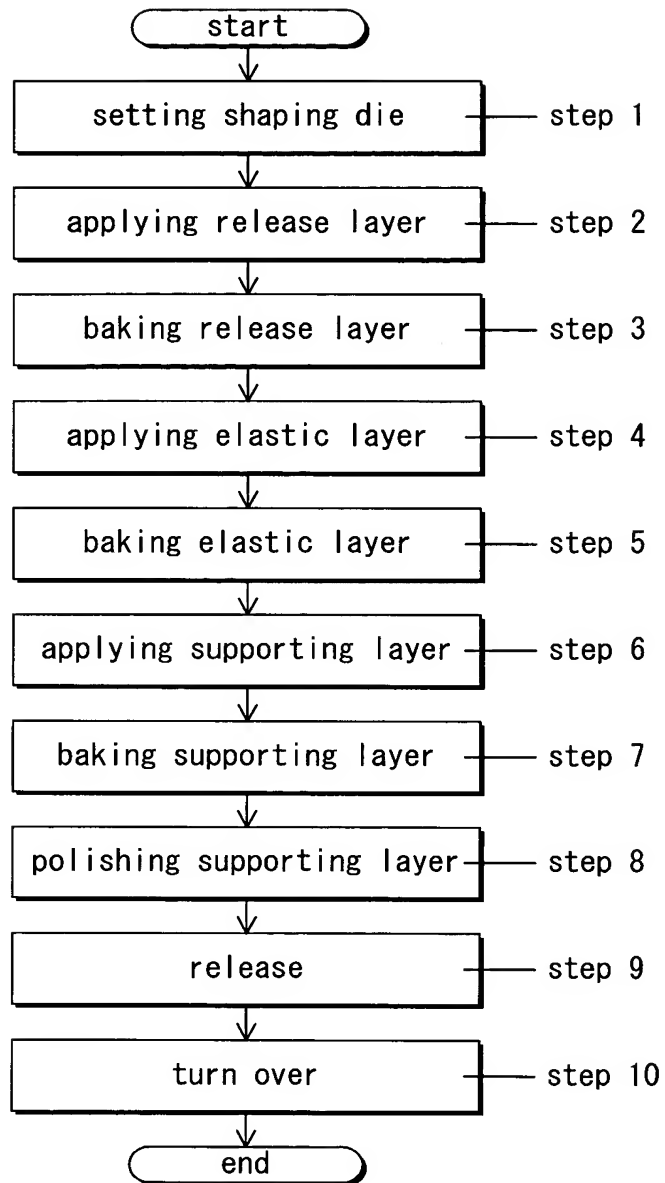 start
setting shaping die step 1
applying release layer step 2
baking release layer step 3
applying elastic layer step 4
baking elastic layer step 5
applying supporting layer step 6
baking supporting layer step 7
polishing supporting layer step 8
release step 9
turn over step 10
end